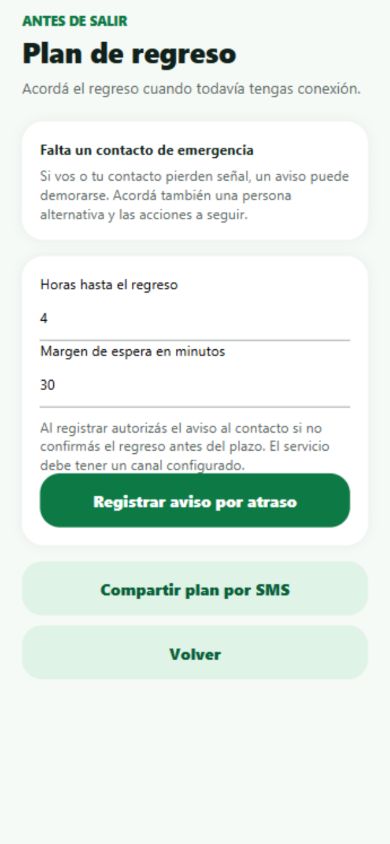 ANTES DE SALIR
Plan de regreso
Acordá el regreso cuando todavía tengas conexión.
Falta un contacto de emergencia
Si vos o tu contacto pierden señal, un aviso puede
demorarse. Acordá también una persona
alternativa y las acciones a seguir.
Horas hasta el regreso
4
Margen de espera en minutos
30
Al registrar autorizás el aviso al contacto si no
confirmás el regreso antes del plazo. El servicio
debe tener un canal configurado.
Registrar aviso por atraso
Compartir plan por SMS
Volver